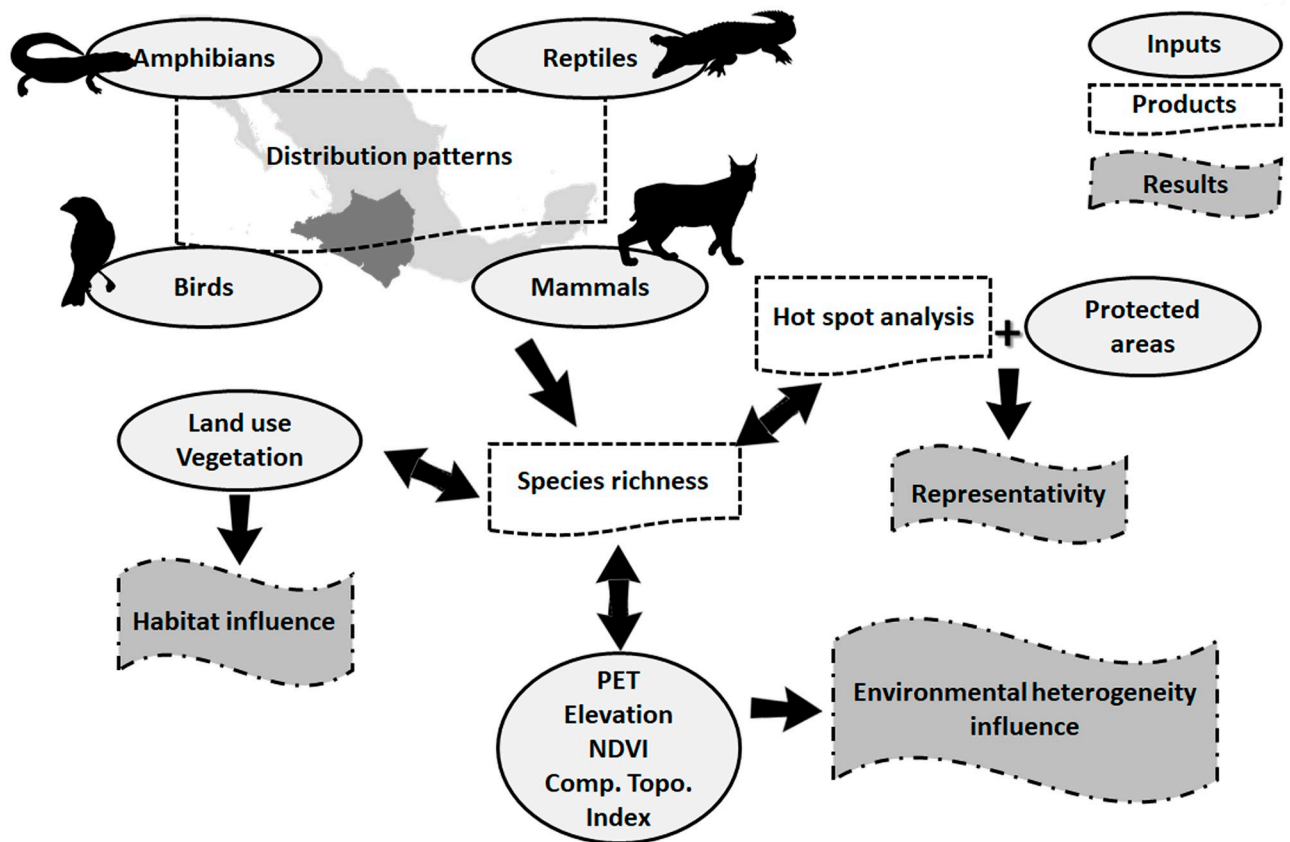 Amphibians
Reptiles
Inputs
Products
Distribution patterns
Results
Birds
Mammals
Hot spot analysis
+
Protected
areas
Land use
Vegetation
Species richness
Representativity
Habitat influence
PET
Elevation
NDVI
Comp. Topo.
Index
Environmental heterogeneity
influence